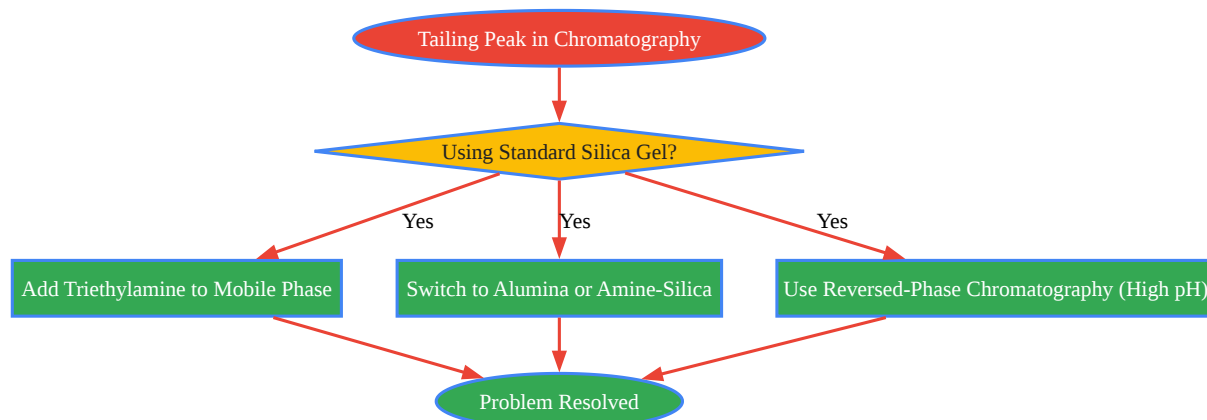 Tailing Peak in Chromatography
Using Standard Silica Gel?
Yes
Yes
Yes
Add Triethylamine to Mobile Phase
Switch to Alumina or Amine-Silica
Use Reversed-Phase Chromatography (High pH)
Problem Resolved